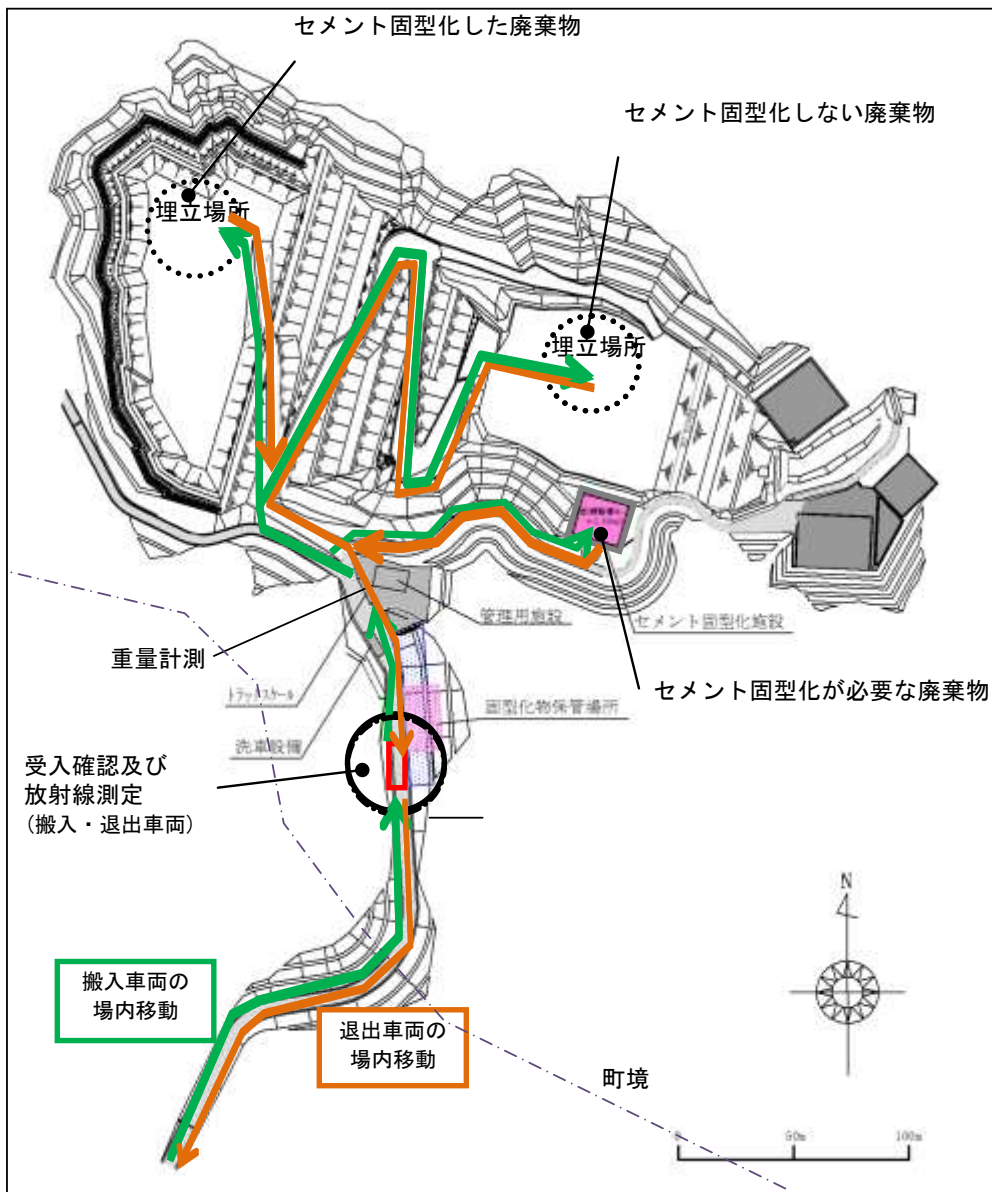 セメント固型化した廃棄物
セメント固型化しない廃棄物
埋立場所
埋立場所
管理用施設
セメント固型化施設
重量計測
トラックスケール
セメント固型化が必要な廃棄物
固型化物保管場所
洗車設備
受入確認及び
放射線測定
(搬入・退出車両)
N
搬入車両の
場内移動
退出車両の
場内移動
町境
0 50m 100m